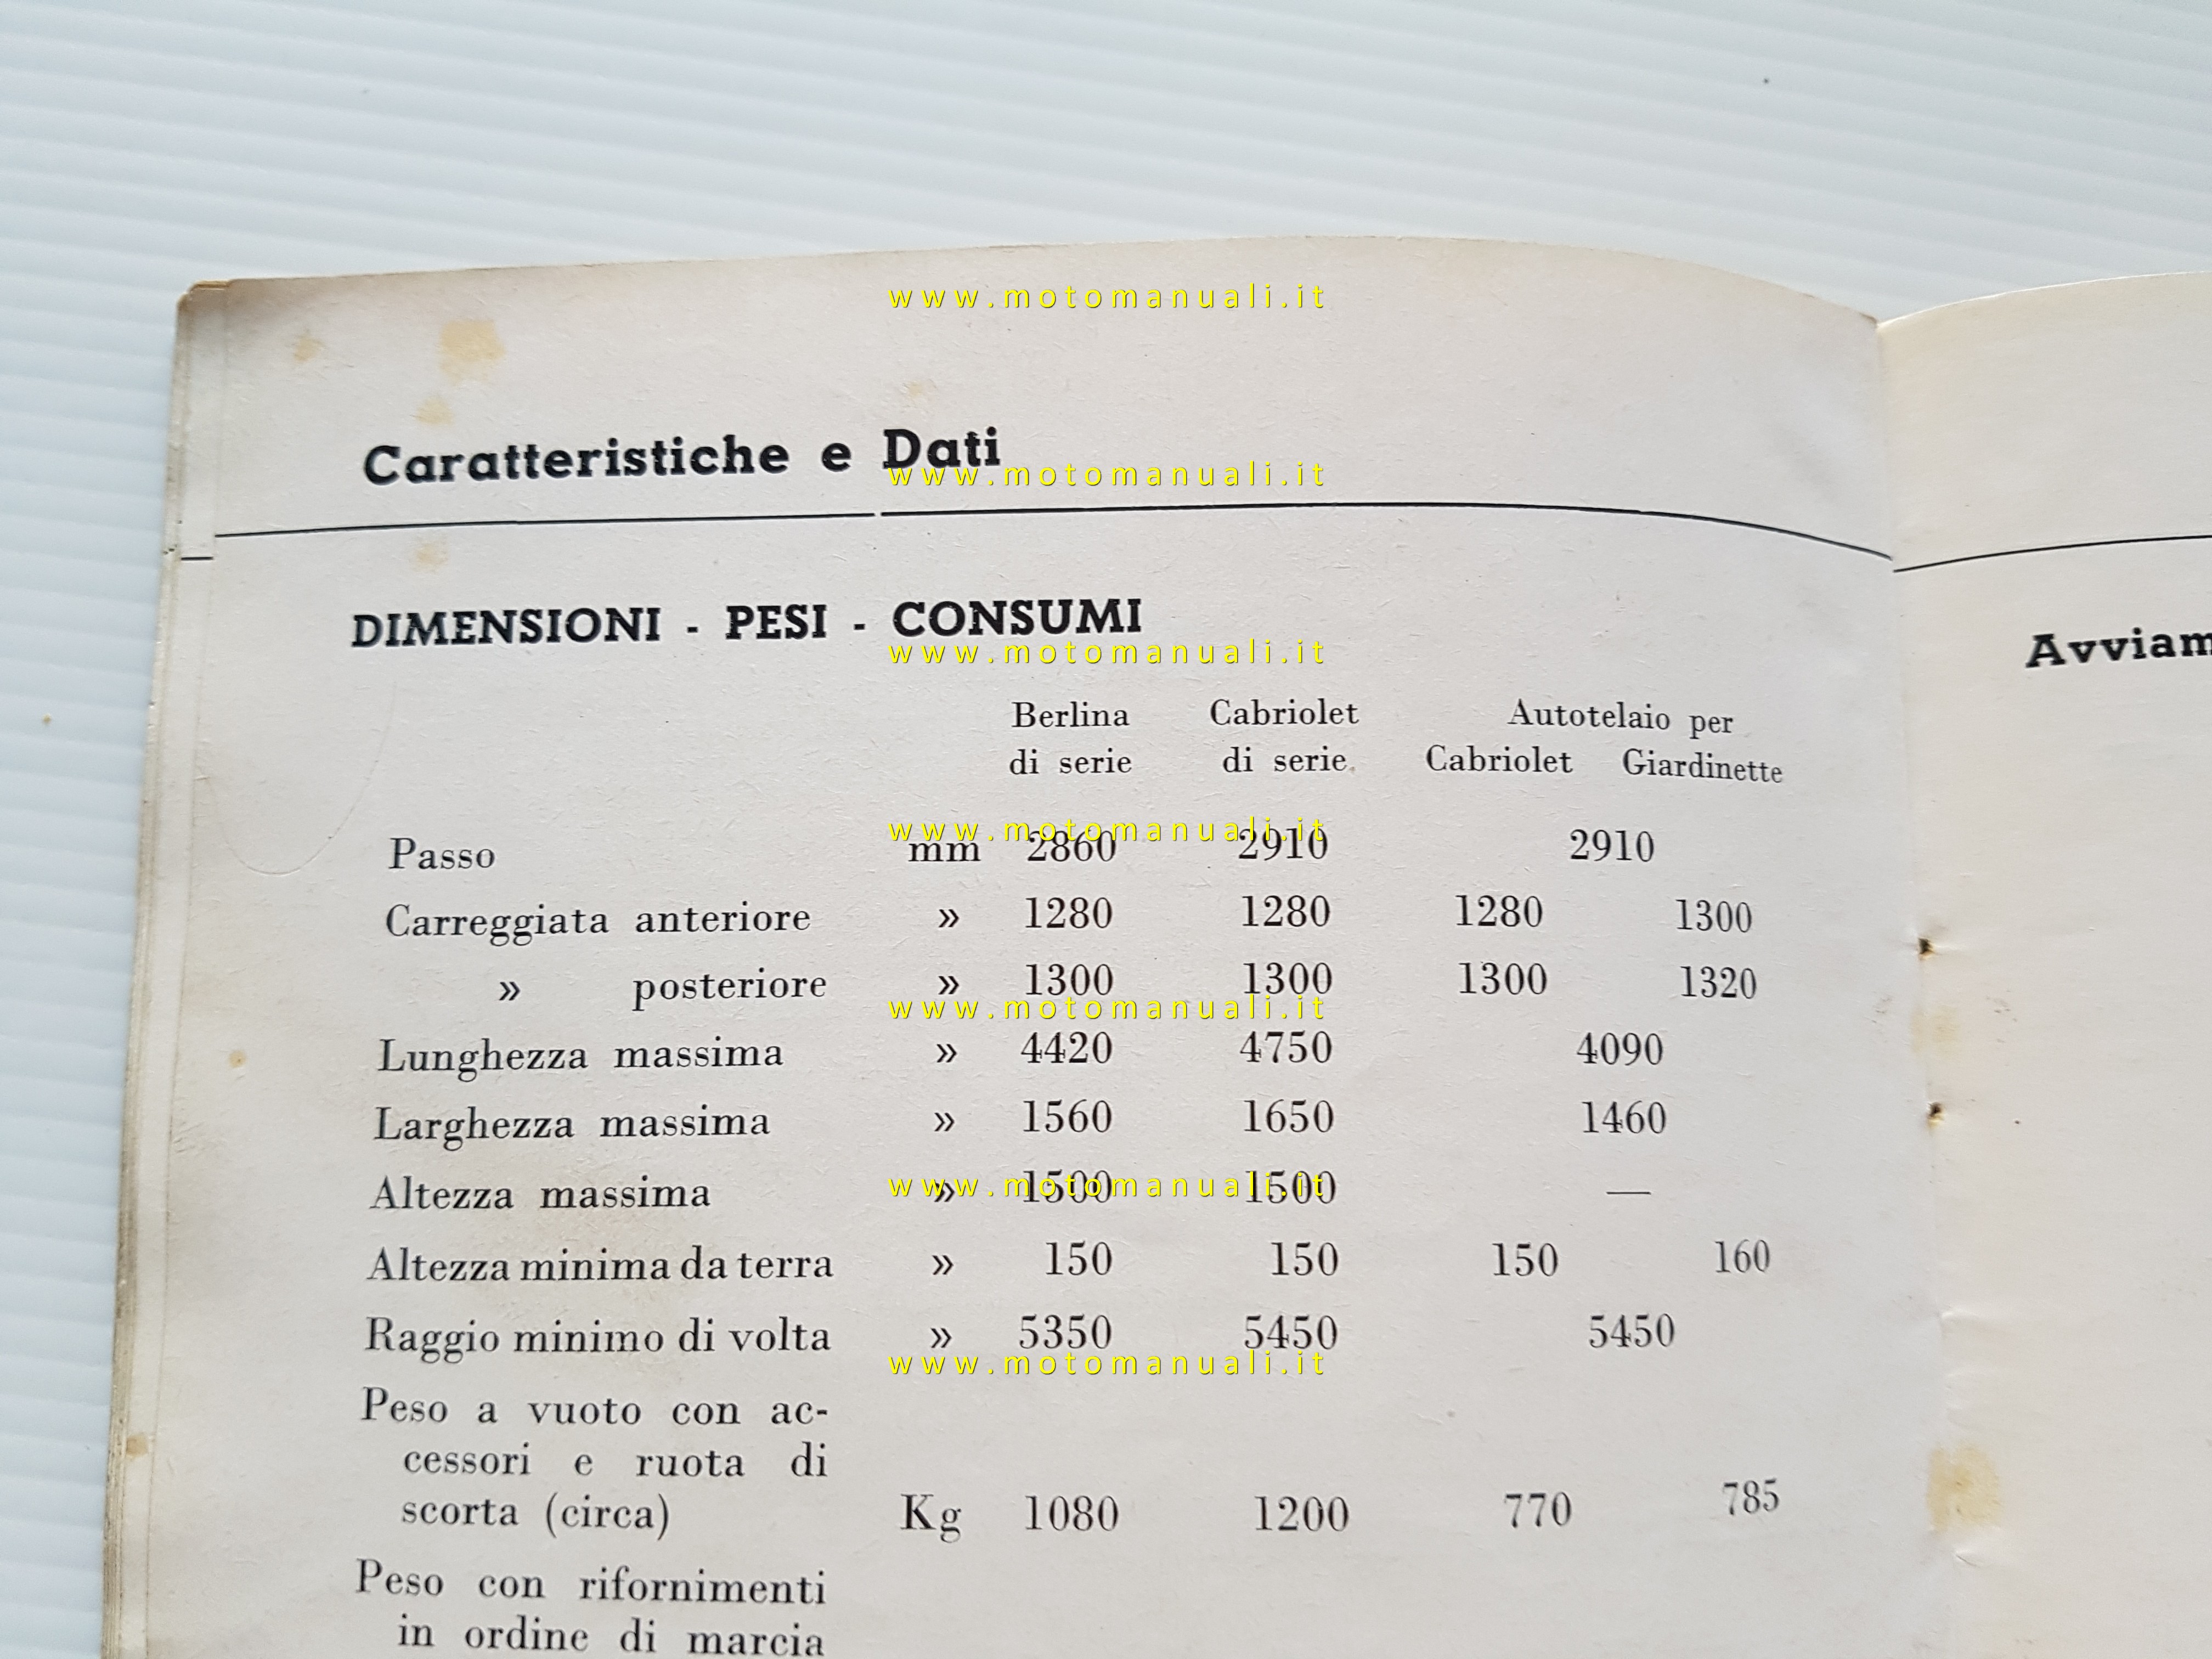 www.motomanuali.it
Caratteristiche e Dati
www.motomanuali.it
DIMENSIONI - PESI - CONSUMI
www.motomanuali.it
Berlina Cabriolet Autotelaio per
di serie di serie Cabriolet Giardinette
www.motomanuali.it
Passo mm 2860 2910 2910
Carreggiata anteriore » 1280 1280 1280 1300
» posteriore » 1300 1300 1300 1320
www.motomanuali.it
Lunghezza massima » 4420 4750 4090
Larghezza massima » 1560 1650 1460
Altezza massima » 1500 1500 —
www.motomanuali.it
Altezza minima da terra » 150 150 150 160
Raggio minimo di volta » 5350 5450 5450
www.motomanuali.it
Peso a vuoto con ac-
cessori e ruota di
scorta (circa) Kg 1080 1200 770 785
Peso con rifornimenti
in ordine di marcia
Avviam